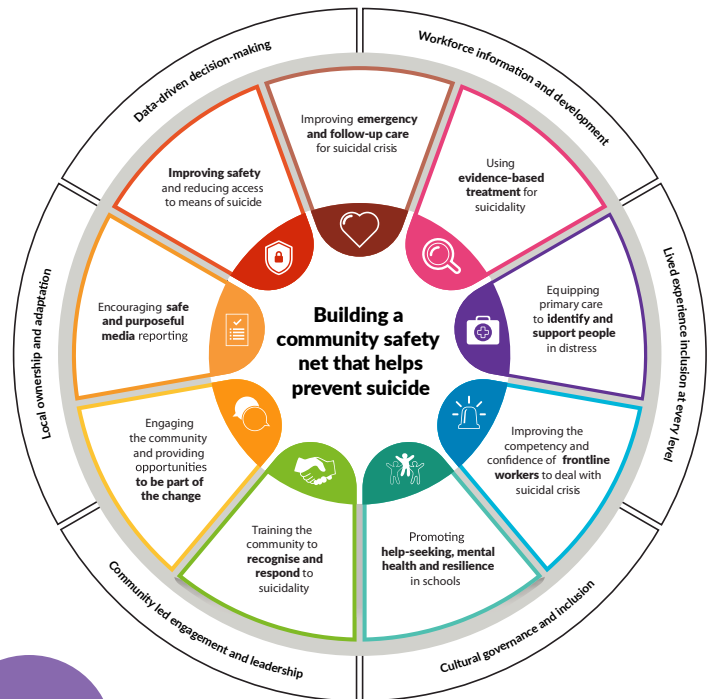 Data-driven decision-making
Workforce information and development
Lived experience inclusion at every level
Cultural governance and inclusion
Community led engagement and leadership
Local ownership and adaptation
Building a
community safety
net that helps
prevent suicide
Improving emergency
and follow-up care
for suicidal crisis
Using
evidence-based
treatment for
suicidality
Equipping
primary care
to identify and
support people
in distress
Improving the
competency and
confidence of frontline
workers to deal with
suicidal crisis
Promoting
help-seeking, mental
health and resilience
in schools
Training the
community to
recognise and
respond to
suicidality
Engaging
the community
and providing
opportunities
to be part of
the change
Encouraging safe
and purposeful
media reporting
Improving safety
and reducing access
to means of suicide